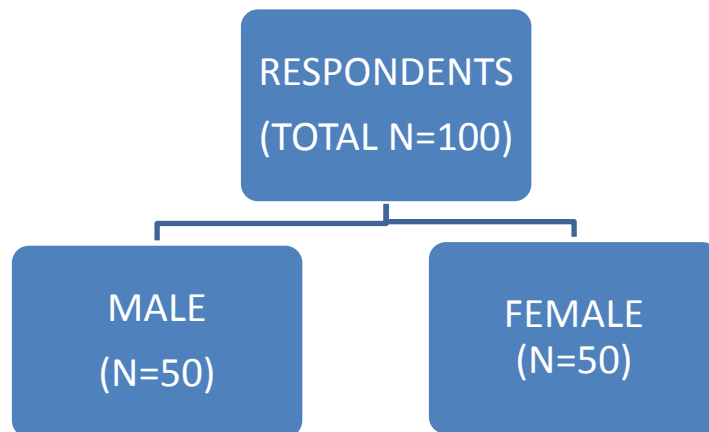 RESPONDENTS
(TOTAL N=100)
MALE
(N=50)
FEMALE
(N=50)